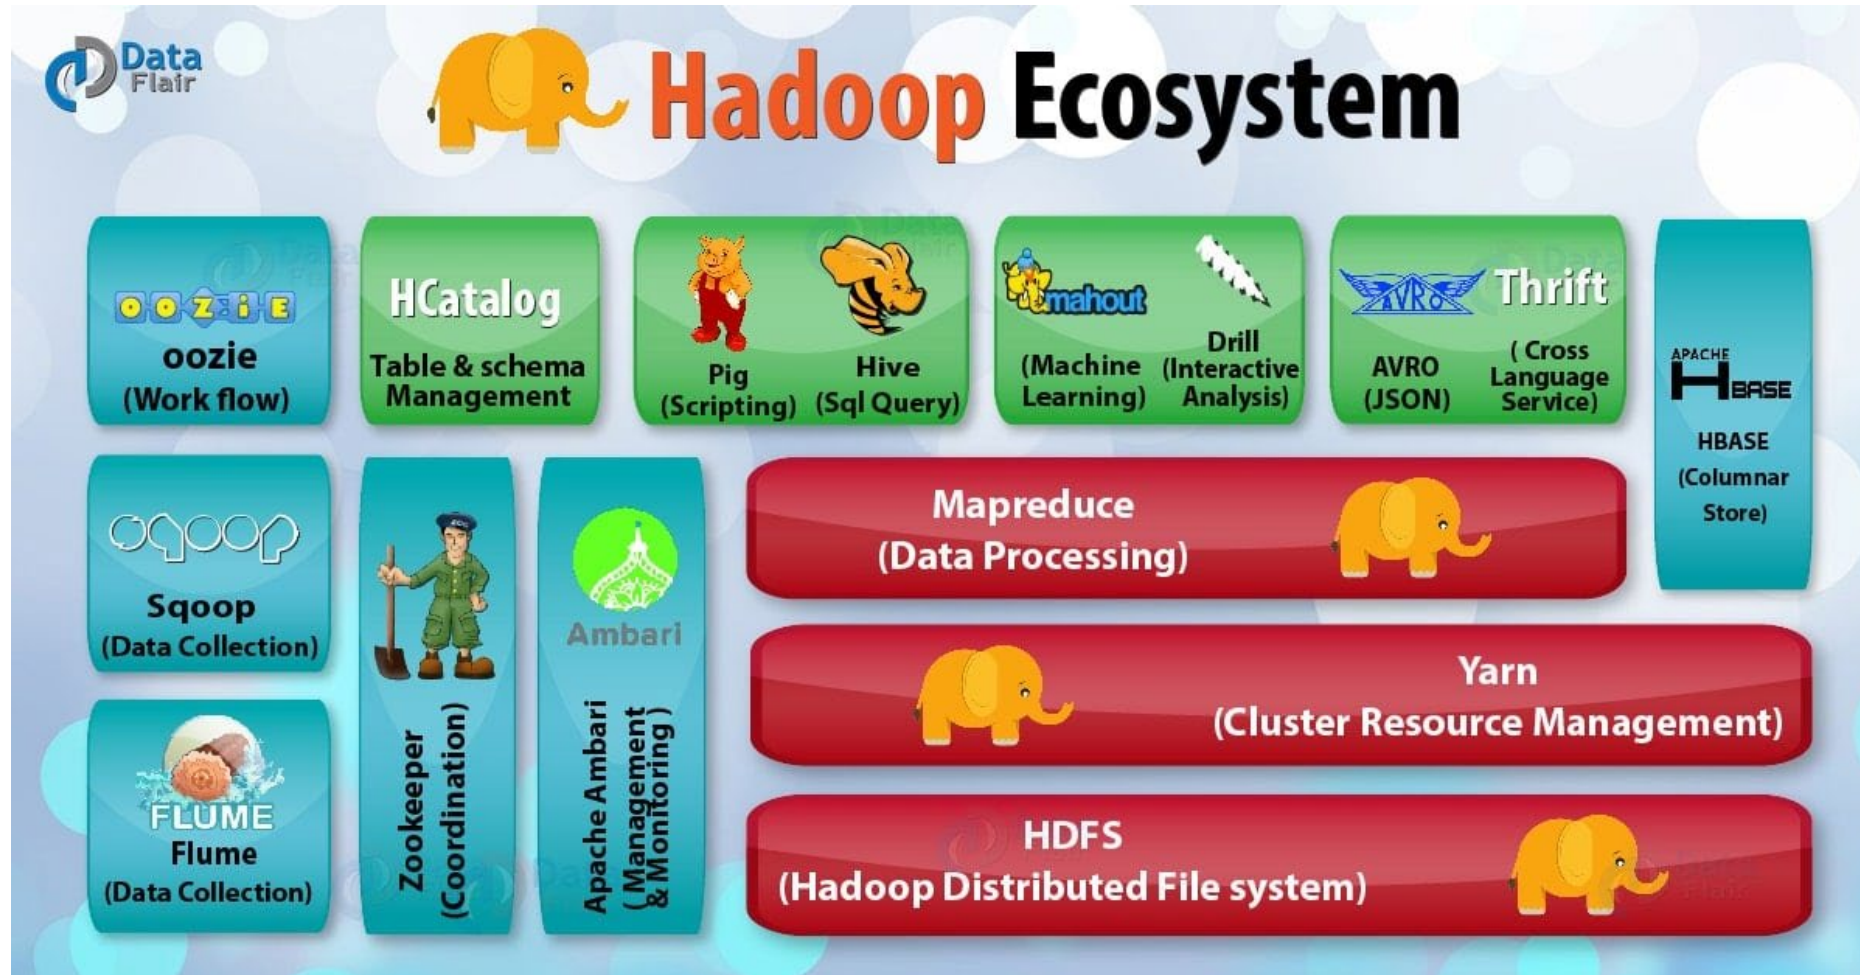 Data
Flair
Hadoop Ecosystem
OOZiE
oozie
(Work flow)
HCatalog
Table & schema
Management
Pig
(Scripting)
Hive
(Sql Query)
mahout
(Machine
Learning)
Drill
(Interactive
Analysis)
AVRO
AVRO
(JSON)
Thrift
( Cross
Language
Service)
APACHE
HBASE
HBASE
(Columnar
Store)
sqoop
Sqoop
(Data Collection)
FLUME
Flume
(Data Collection)
Zookeeper
(Coordination)
Ambari
Apache Ambari
( Management
& Monitoring )
Mapreduce
(Data Processing)
Yarn
(Cluster Resource Management)
HDFS
(Hadoop Distributed File system)